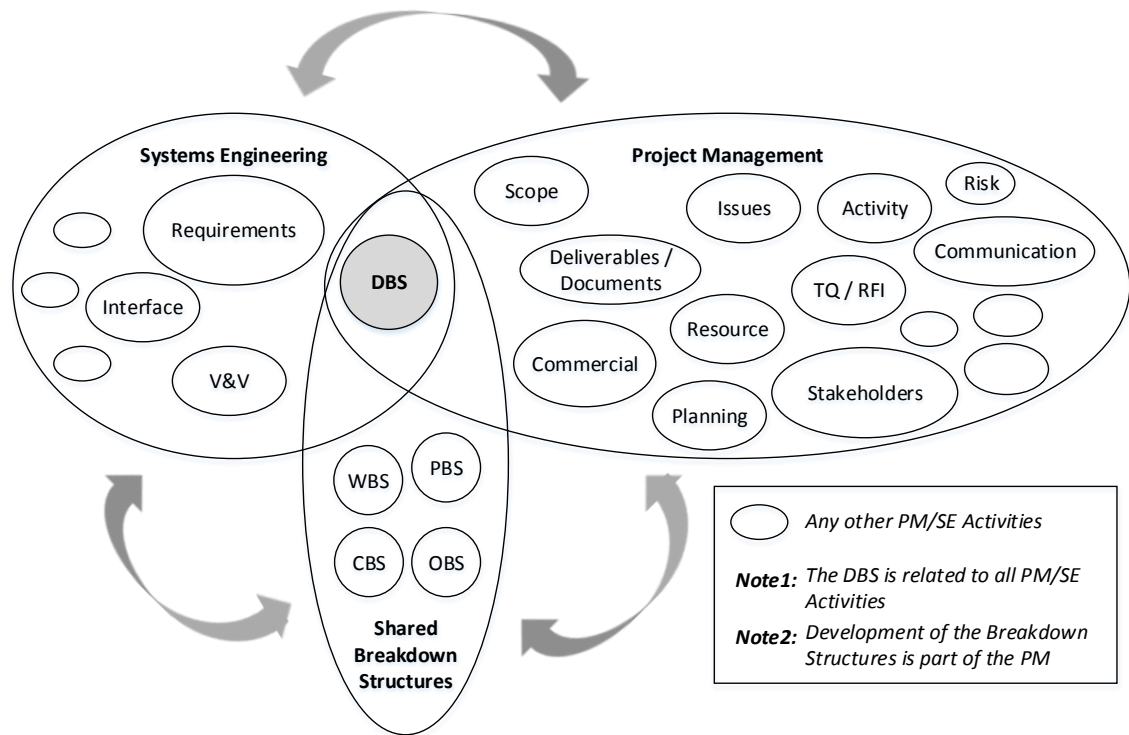 Systems Engineering
Requirements
Interface
V&V
DBS
Project Management
Scope
Issues
Activity
Risk
Deliverables /
Documents
Communication
TQ / RFI
Resource
Commercial
Planning
Stakeholders
WBS
PBS
CBS
OBS
Shared
Breakdown
Structures
Any other PM/SE Activities
Note1: The DBS is related to all PM/SE
Activities
Note2: Development of the Breakdown
Structures is part of the PM